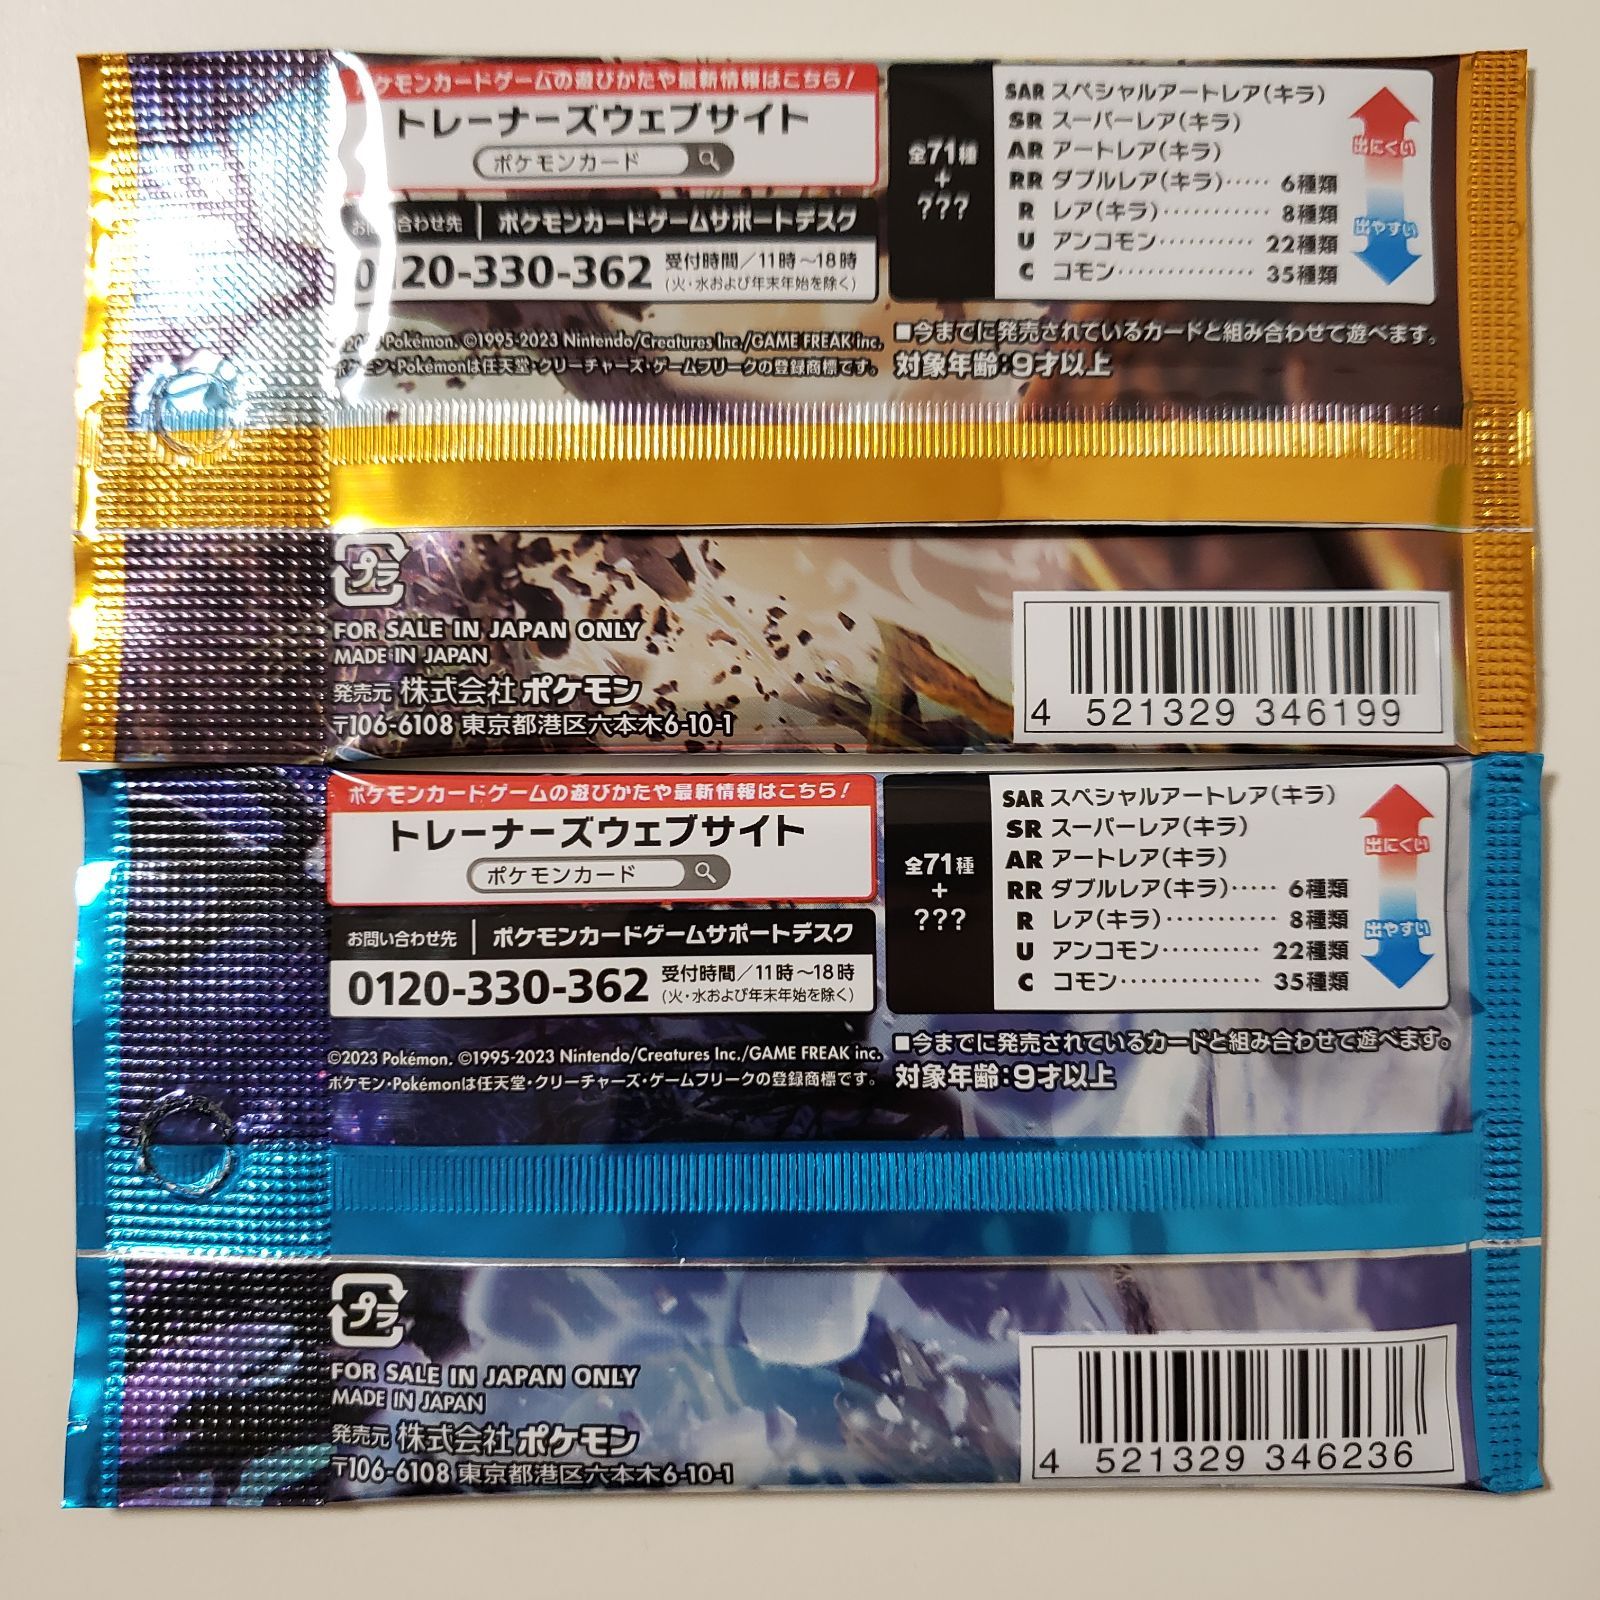 ポケモンカードゲームの遊びかたや最新情報はこちら!
トレーナーズウェブサイト
ポケモンカード
お問い合わせ先 | ポケモンカードゲームサポートデスク
0120-330-362 受付時間/11時~18時
(火・水および年末年始を除く)
Pokémon. ©1995-2023 Nintendo/Creatures Inc./GAME FREAK inc.
ポケモン・Pokémonは任天堂・クリーチャーズ・ゲームフリークの登録商標です。
全71種
+
???
SAR スペシャルアートレア(キラ)
SR スーパーレア(キラ)
AR アートレア(キラ)
RR ダブルレア(キラ)····· 6種類
R レア(キラ)··········· 8種類
U アンコモン·········· 22種類
C コモン·············· 35種類
出にくい
出やすい
■今までに発売されているカードと組み合わせて遊べます。
対象年齢:9才以上
プラ
FOR SALE IN JAPAN ONLY
MADE IN JAPAN
発売元 株式会社ポケモン
〒106-6108 東京都港区六本木6-10-1
4 521329 346199
ポケモンカードゲームの遊びかたや最新情報はこちら!
トレーナーズウェブサイト
ポケモンカード
お問い合わせ先 | ポケモンカードゲームサポートデスク
0120-330-362 受付時間/11時~18時
(火・水および年末年始を除く)
©2023 Pokémon. ©1995-2023 Nintendo/Creatures Inc./GAME FREAK inc.
ポケモン・Pokémonは任天堂・クリーチャーズ・ゲームフリークの登録商標です。
全71種
+
???
SAR スペシャルアートレア(キラ)
SR スーパーレア(キラ)
AR アートレア(キラ)
RR ダブルレア(キラ)····· 6種類
R レア(キラ)··········· 8種類
U アンコモン·········· 22種類
C コモン·············· 35種類
出にくい
出やすい
■今までに発売されているカードと組み合わせて遊べます。
対象年齢:9才以上
プラ
FOR SALE IN JAPAN ONLY
MADE IN JAPAN
発売元 株式会社ポケモン
〒106-6108 東京都港区六本木6-10-1
4 521329 346236